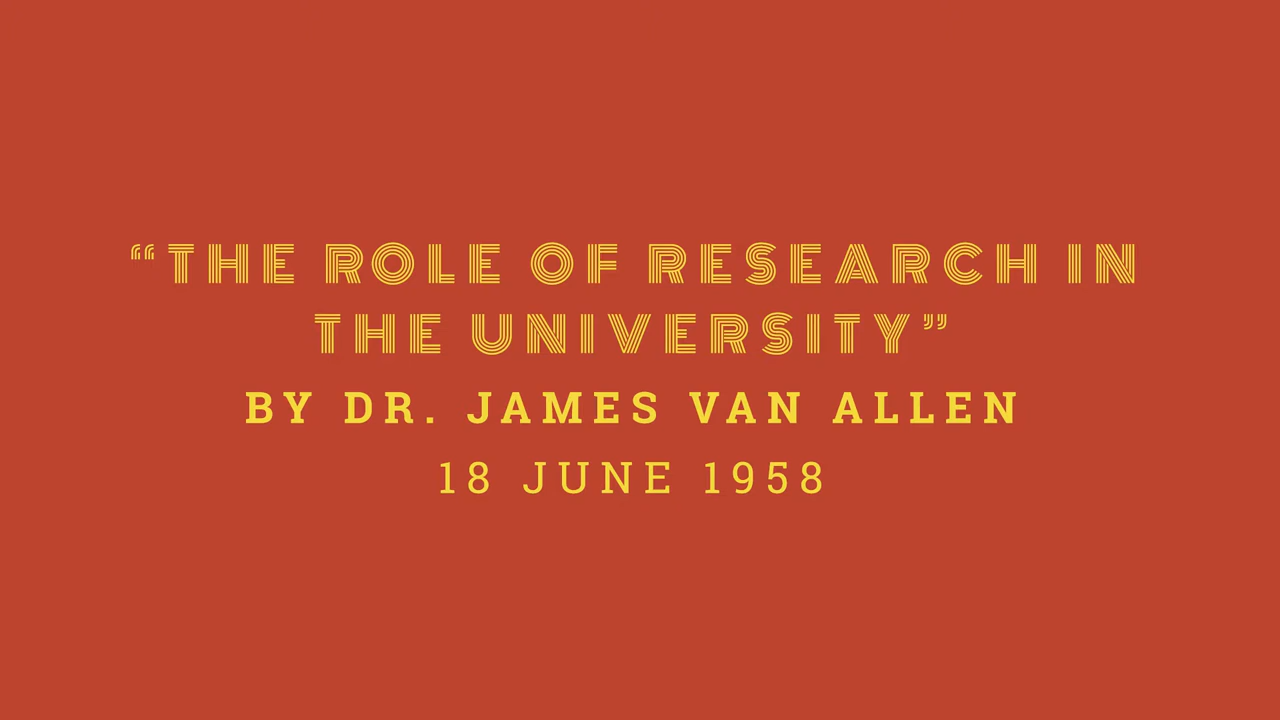 “THE ROLE OF RESEARCH IN
THE UNIVERSITY”
BY DR. JAMES VAN ALLEN
18 JUNE 1958